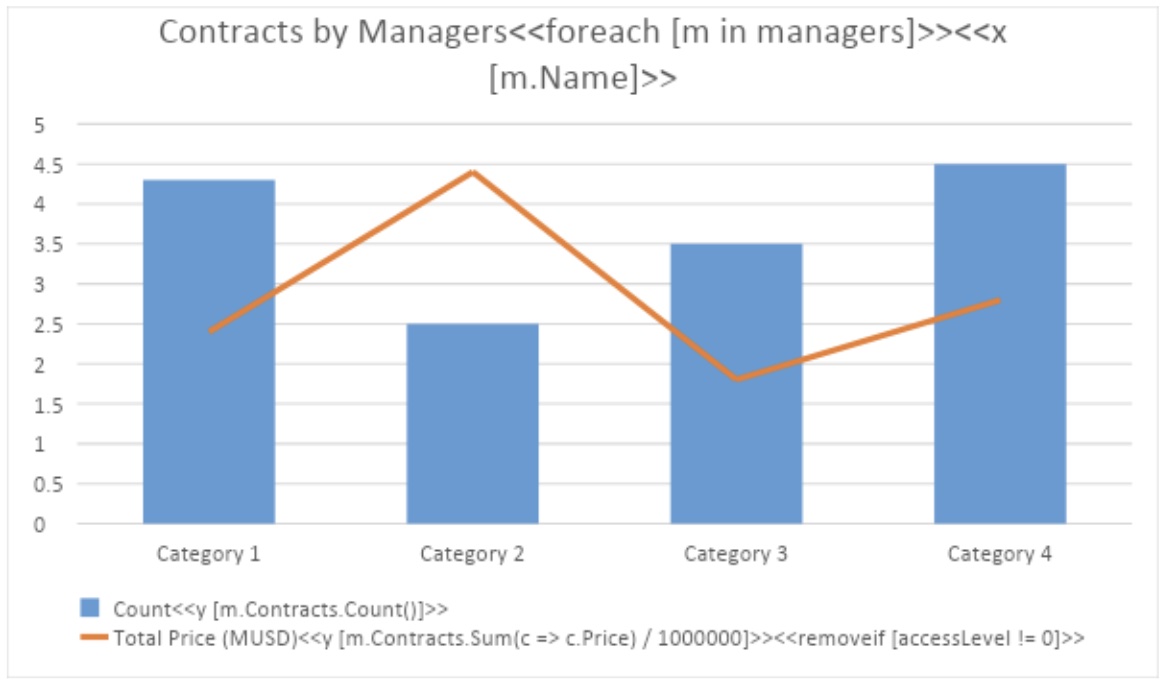 Contracts by Managers<<foreach [m in managers]>><<x
[m.Name]>>
5
4.5
4
3.5
3
2.5
2
1.5
1
0.5
0
Category 1 Category 2 Category 3 Category 4
Count<<y [m.Contracts.Count()]>>
Total Price (MUSD)<<y [m.Contracts.Sum(c => c.Price) / 1000000]>><<removeif [accessLevel != 0]>>